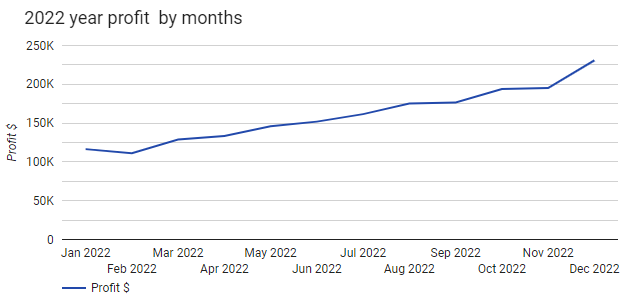 2022 year profit  by months
250K
200K
150K
100K
50K
0
Profit $
Jan 2022
Feb 2022
Mar 2022
Apr 2022
May 2022
Jun 2022
Jul 2022
Aug 2022
Sep 2022
Oct 2022
Nov 2022
Dec 2022
Profit $